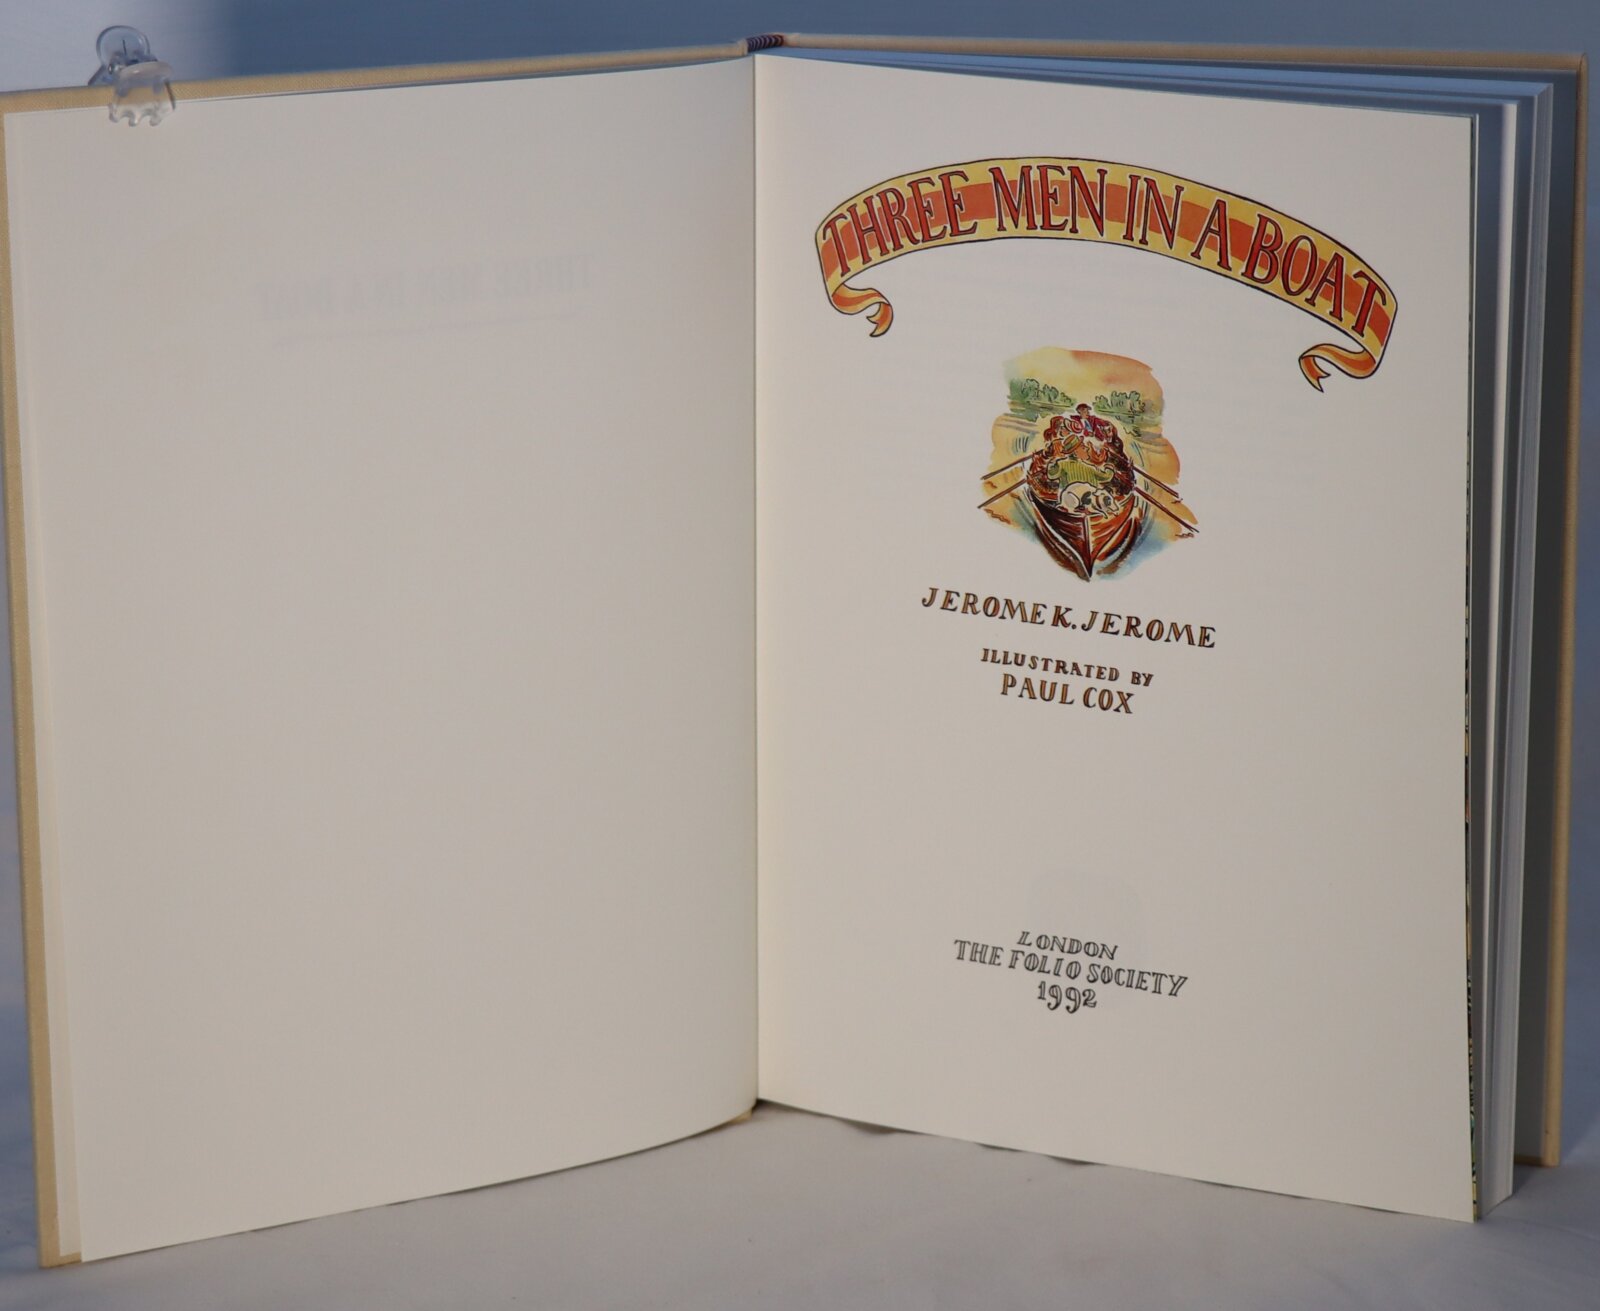 THREE MEN IN A BOAT
JEROME K. JEROME
ILLUSTRATED BY
PAUL COX
LONDON
THE FOLIO SOCIETY
1992